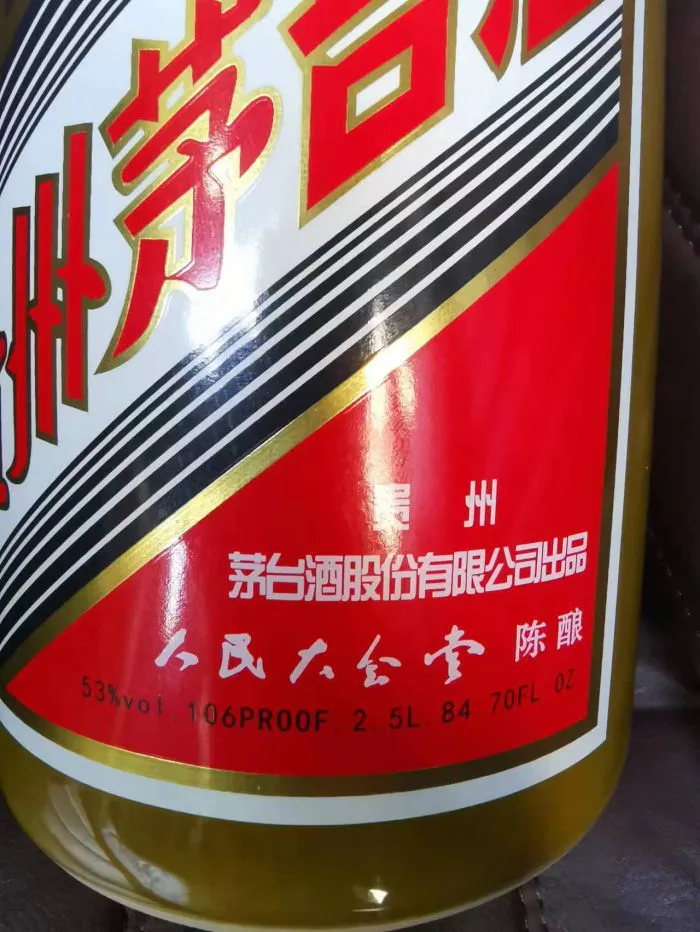 州茅台
贵州
茅台酒股份有限公司出品
人民大会堂 陈酿
53%vol. 106PROOF. 2.5L. 84 70FL OZ